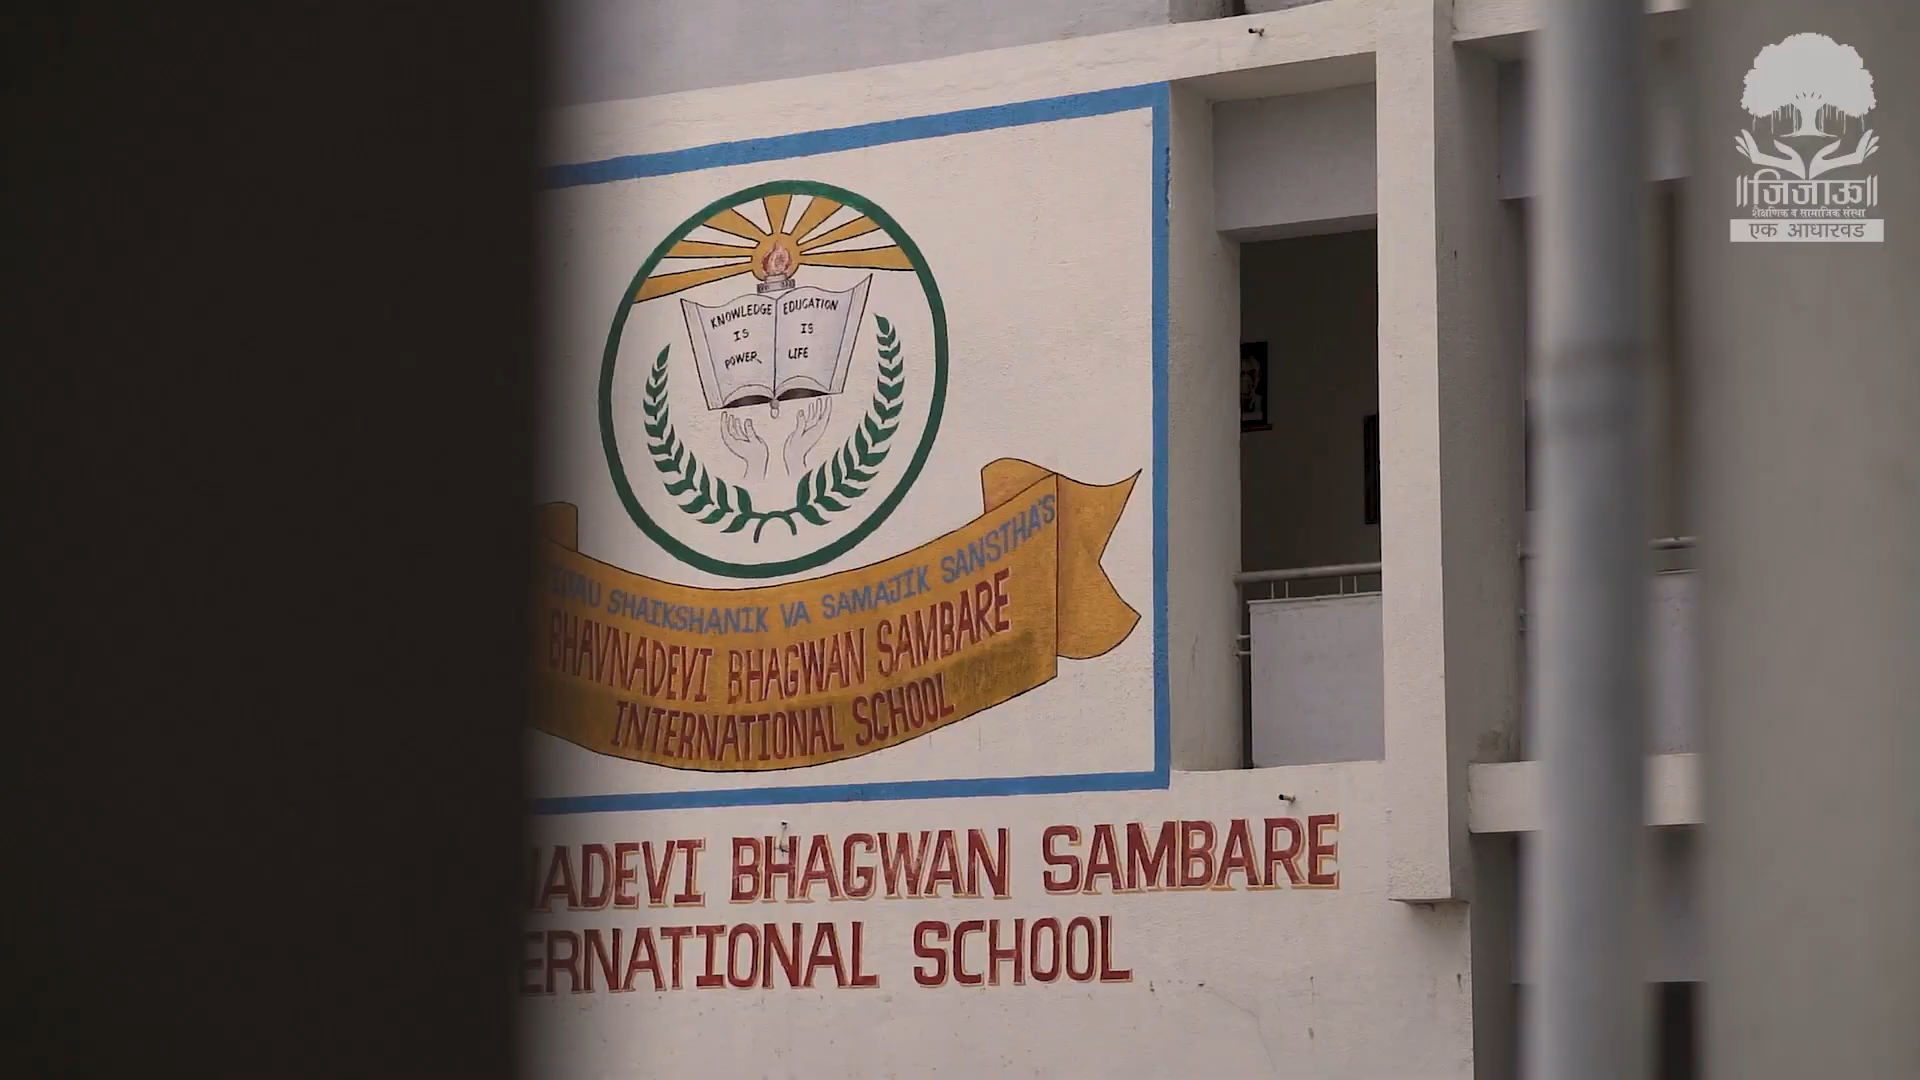 KNOWLEDGE
IS
POWER
EDUCATION
IS
LIFE
SHAIKSHANIK VA SAMAJIK SANSTHA'S
BHAVNADEVI BHAGWAN SAMBARE
INTERNATIONAL SCHOOL
NADEVI BHAGWAN SAMBARE
ERNATIONAL SCHOOL
॥जिजाऊ॥
शैक्षणिक व सामाजिक संस्था
एक आधारवड